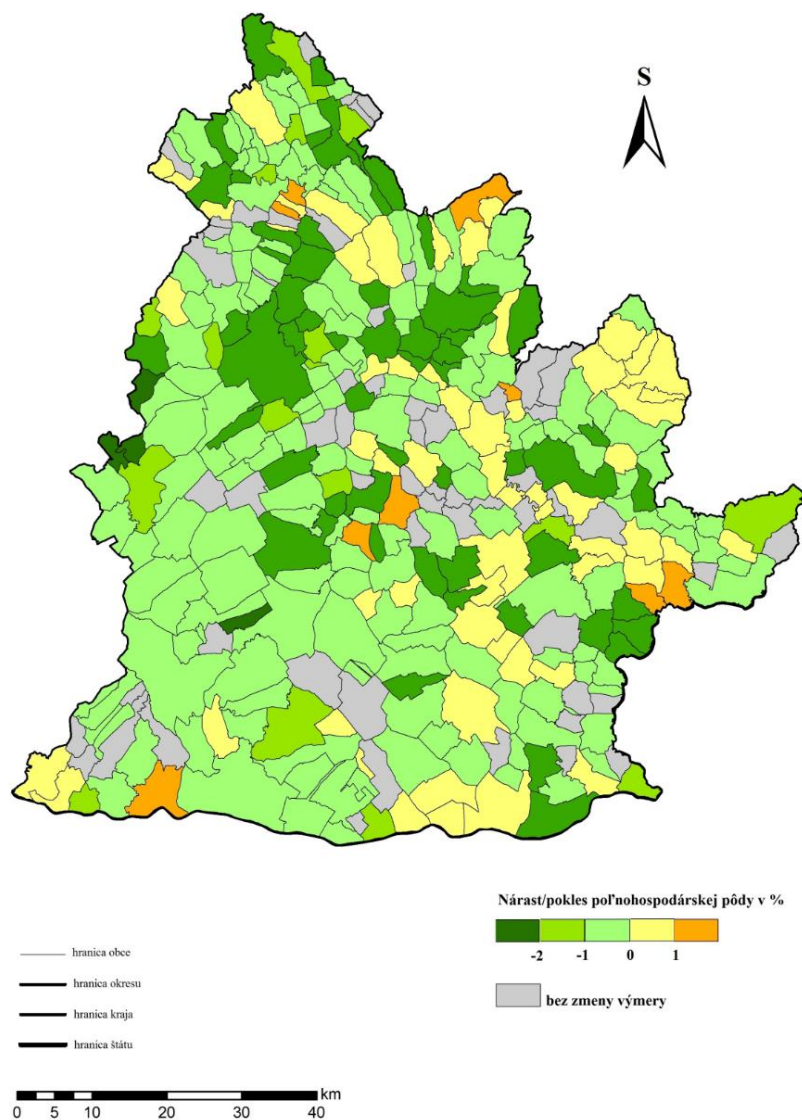 S
Nárast/pokles poľnohospodárskej pôdy v %
-2 -1 0 1
bez zmeny výmery
hranica obce
hranica okresu
hranica kraja
hranica štátu
km
0 5 10 20 30 40